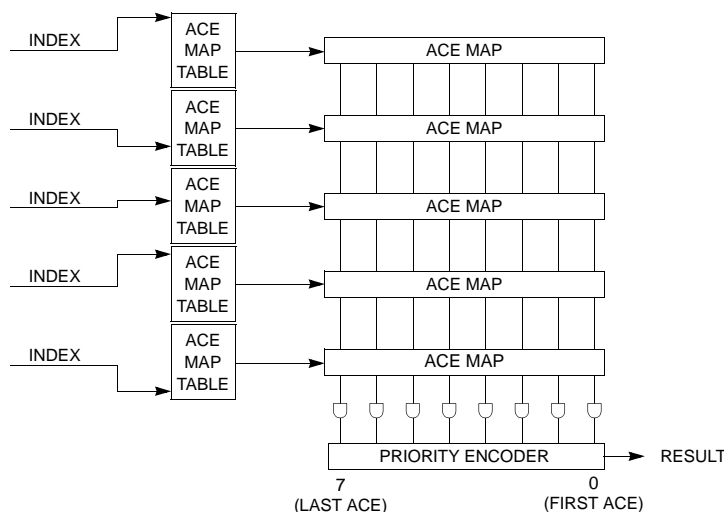 INDEX
ACE
MAP
TABLE
ACE MAP
INDEX
ACE
MAP
TABLE
ACE MAP
INDEX
ACE
MAP
TABLE
ACE MAP
INDEX
ACE
MAP
TABLE
ACE MAP
INDEX
ACE
MAP
TABLE
ACE MAP
PRIORITY ENCODER
RESULT
7
(LAST ACE)
0
(FIRST ACE)